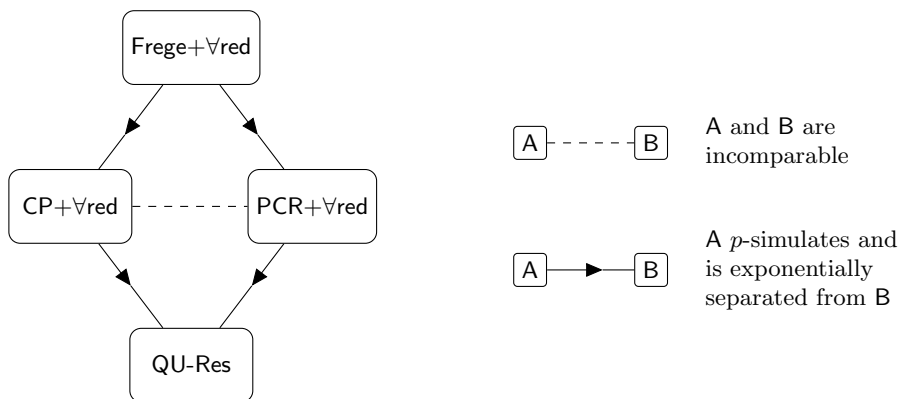 Frege+∀red
CP+∀red
PCR+∀red
QU-Res
A
B
A and B are
incomparable
A
B
A p-simulates and
is exponentially
separated from B